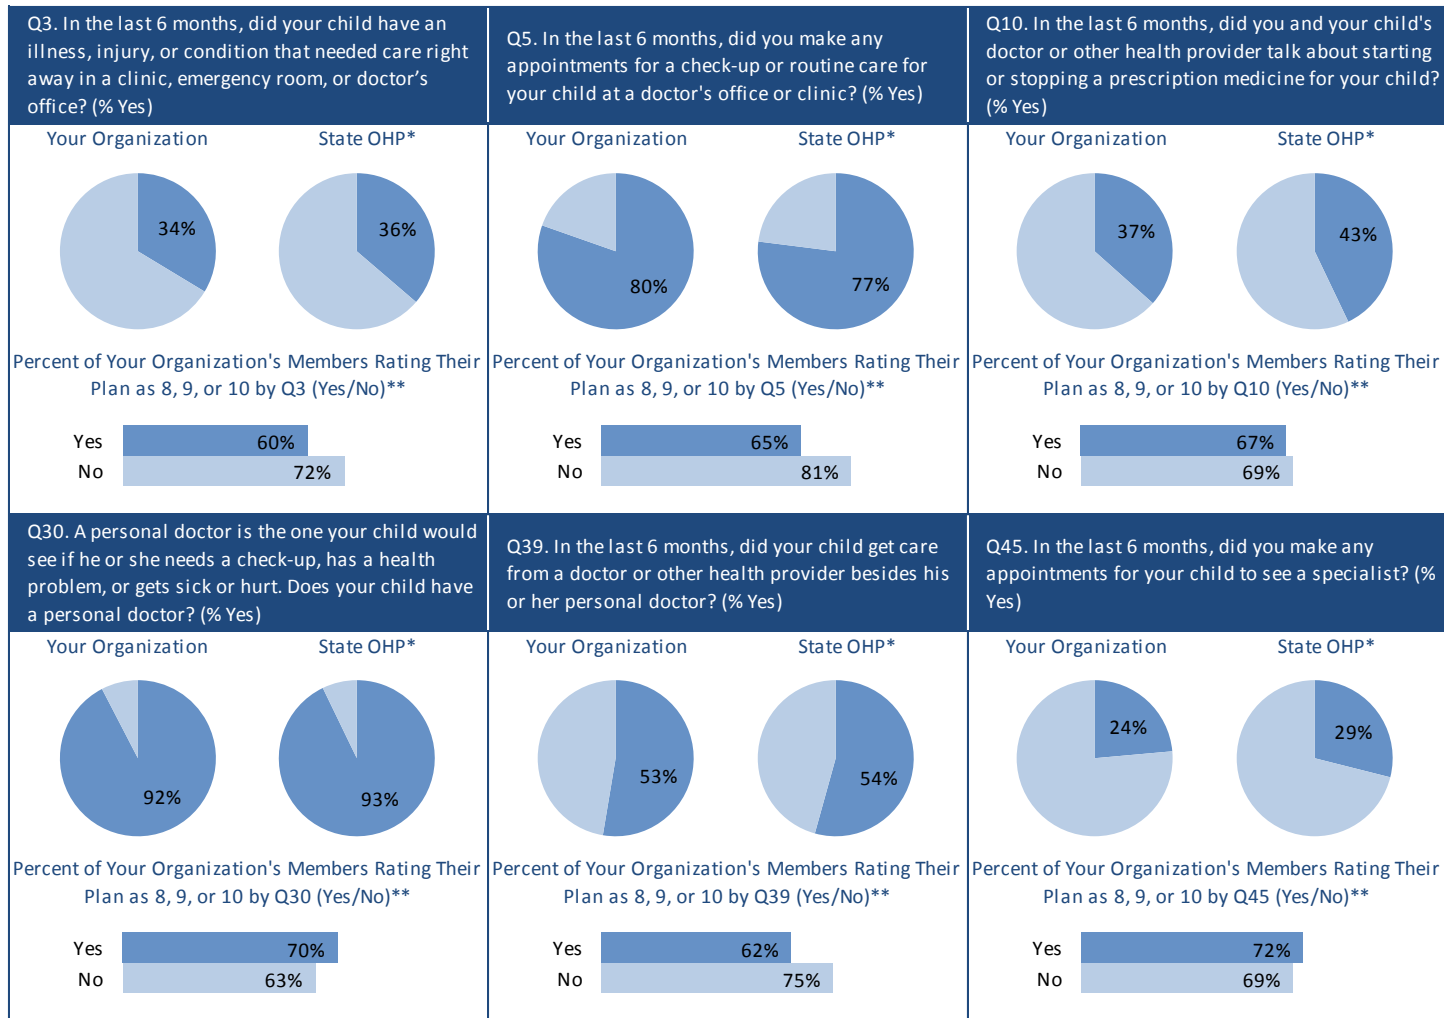 Q3. In the last 6 months, did your child have an
illness, injury, or condition that needed care right
away in a clinic, emergency room, or doctor's
office? (% Yes)
Your Organization
State OHP*
34%
36%
Percent of Your Organization's Members Rating Their
Plan as 8, 9, or 10 by Q3 (Yes/No)**
Yes
60%
No
72%
Q5. In the last 6 months, did you make any
appointments for a check-up or routine care for
your child at a doctor's office or clinic? (% Yes)
Your Organization
State OHP*
80%
77%
Percent of Your Organization's Members Rating Their
Plan as 8, 9, or 10 by Q5 (Yes/No)**
Yes
65%
No
81%
Q10. In the last 6 months, did you and your child's
doctor or other health provider talk about starting
or stopping a prescription medicine for your child?
(% Yes)
Your Organization
State OHP*
37%
43%
Percent of Your Organization's Members Rating Their
Plan as 8, 9, or 10 by Q10 (Yes/No)**
Yes
67%
No
69%
Q30. A personal doctor is the one your child would
see if he or she needs a check-up, has a health
problem, or gets sick or hurt. Does your child have
a personal doctor? (% Yes)
Your Organization
State OHP*
92%
93%
Percent of Your Organization's Members Rating Their
Plan as 8, 9, or 10 by Q30 (Yes/No)**
Yes
70%
No
63%
Q39. In the last 6 months, did your child get care
from a doctor or other health provider besides his
or her personal doctor? (% Yes)
Your Organization
State OHP*
53%
54%
Percent of Your Organization's Members Rating Their
Plan as 8, 9, or 10 by Q39 (Yes/No)**
Yes
62%
No
75%
Q45. In the last 6 months, did you make any
appointments for your child to see a specialist? (%
Yes)
Your Organization
State OHP*
24%
29%
Percent of Your Organization's Members Rating Their
Plan as 8, 9, or 10 by Q45 (Yes/No)**
Yes
72%
No
69%